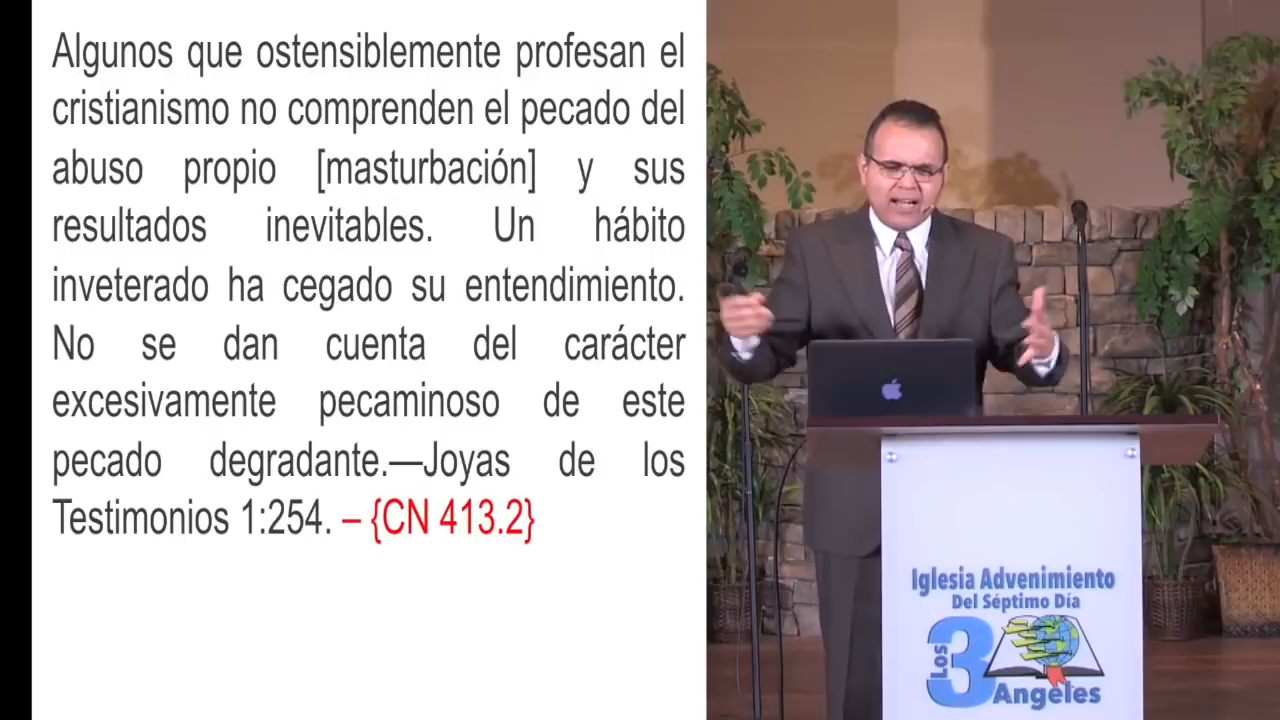 Algunos que ostensiblemente profesan el
cristianismo no comprenden el pecado del
abuso propio [masturbación] y sus
resultados inevitables. Un hábito
inveterado ha cegado su entendimiento.
No se dan cuenta del carácter
excesivamente pecaminoso de este
pecado degradante.—Joyas de los
Testimonios 1:254. – {CN 413.2}
Iglesia Advenimiento
Del Séptimo Día
Los 3
Angeles